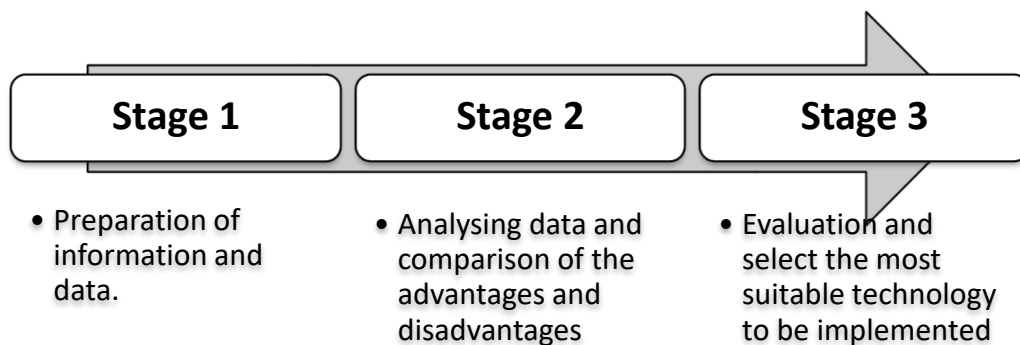 Stage 1
Stage 2
Stage 3
• Preparation of
information and
data.
• Analysing data and
comparison of the
advantages and
disadvantages
• Evaluation and
select the most
suitable technology
to be implemented